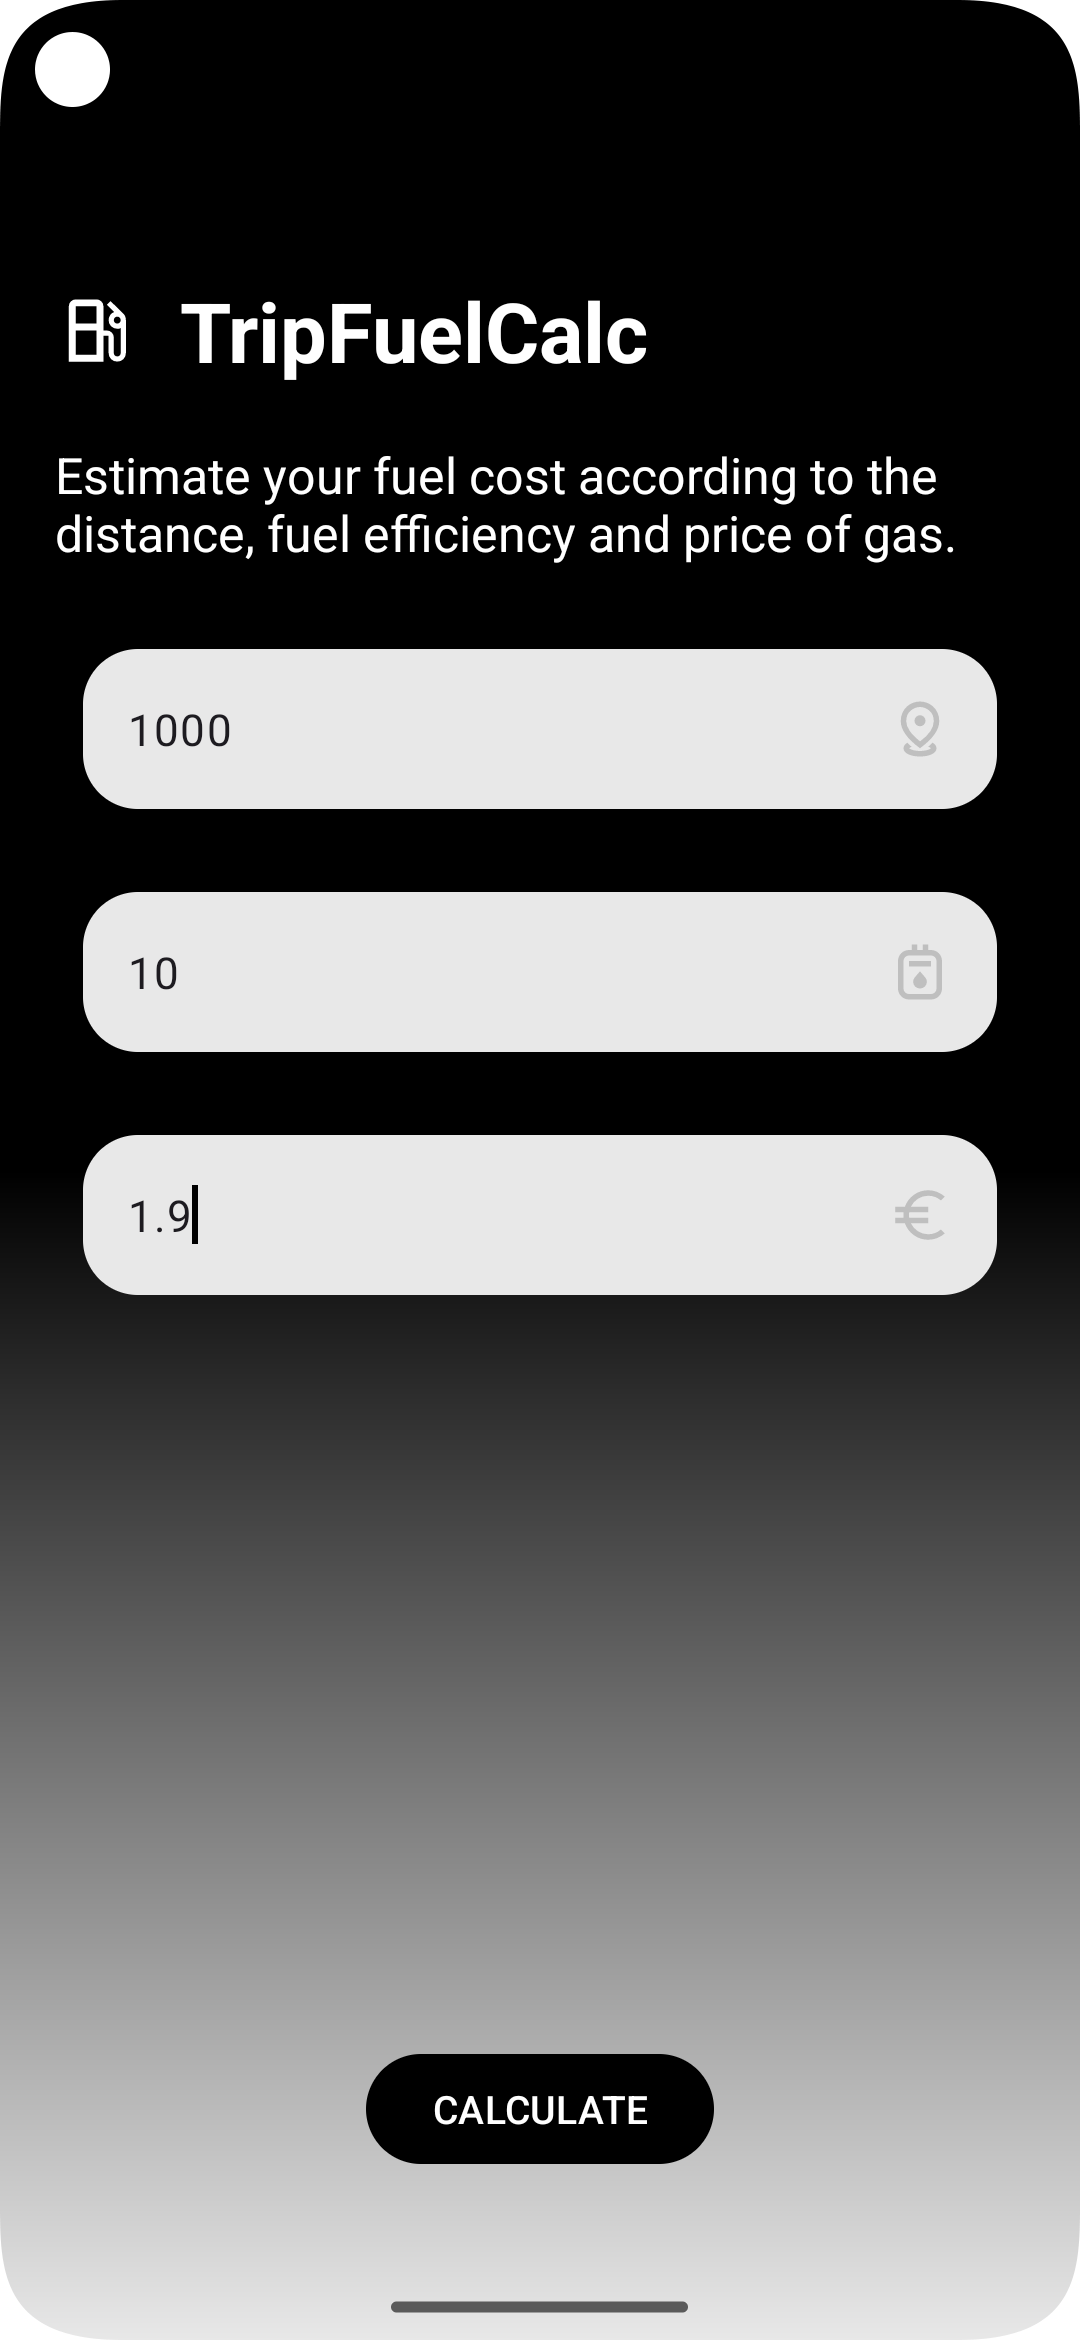 TripFuelCalc
Estimate your fuel cost according to the
distance, fuel efficiency and price of gas.
1000
10
1.9
CALCULATE